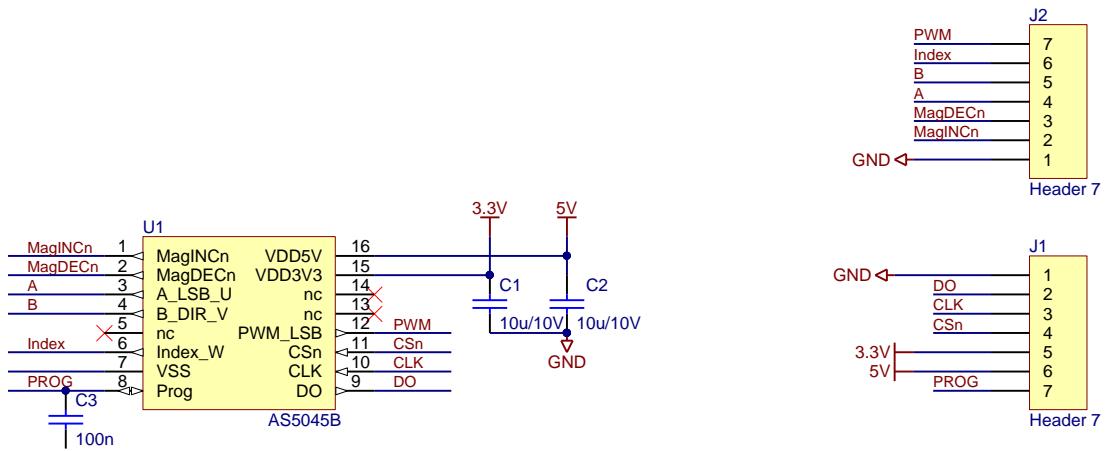 J2
PWM 7
Index 6
B 5
A 4
MagDECn 3
MagINCn 2
GND 1
Header 7
3.3V 5V
U1
MagINCn 1 MagINCn VDD5V 16
MagDECn 2 MagDECn VDD3V3 15
A 3 A_LSB_U nc 14
B 4 B_DIR_V nc 13
5 nc PWM_LSB 12 PWM
Index 6 Index_W CSn 11 CSn
7 VSS CLK 10 CLK
PROG 8 Prog DO 9 DO
AS5045B
C1 C2
10u/10V 10u/10V
GND
C3
100n
J1
GND 1
DO 2
CLK 3
CSn 4
3.3V 5
5V 6
PROG 7
Header 7